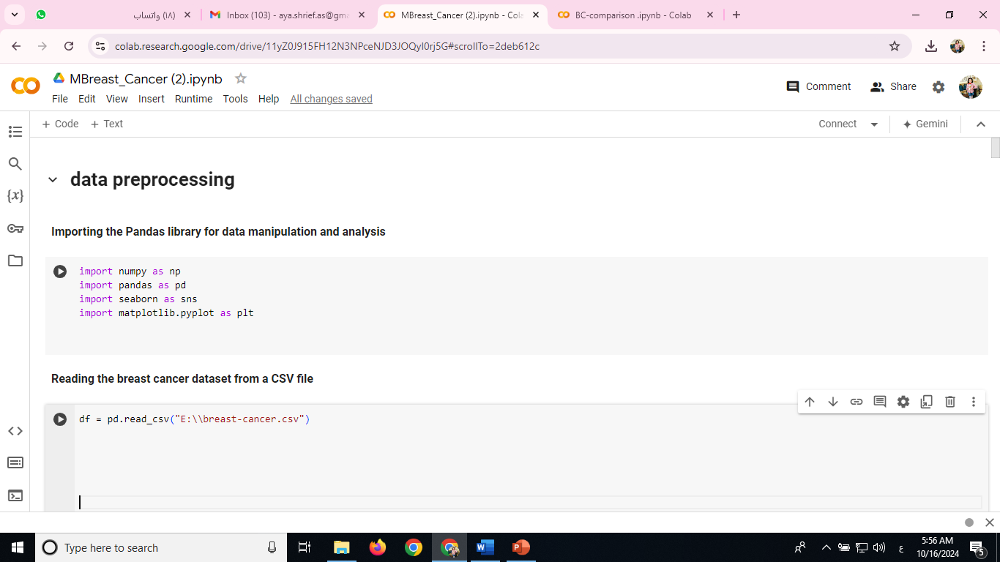 (١٨) واتساب
Inbox (103) - aya.shrief.as@gma
MBreast_Cancer (2).ipynb - Cola
BC-comparison .ipynb - Colab
colab.research.google.com/drive/11yZ0J915FH12N3NPceNJD3JOQyI0rj5G#scrollTo=2deb612c
MBreast_Cancer (2).ipynb
Comment
Share
File Edit View Insert Runtime Tools Help All changes saved
+ Code + Text
Connect
Gemini
data preprocessing
{x}
Importing the Pandas library for data manipulation and analysis
import numpy as np
import pandas as pd
import seaborn as sns
import matplotlib.pyplot as plt
Reading the breast cancer dataset from a CSV file
df = pd.read_csv("E:\\breast-cancer.csv")
Type here to search
ع
5:56 AM
10/16/2024
5